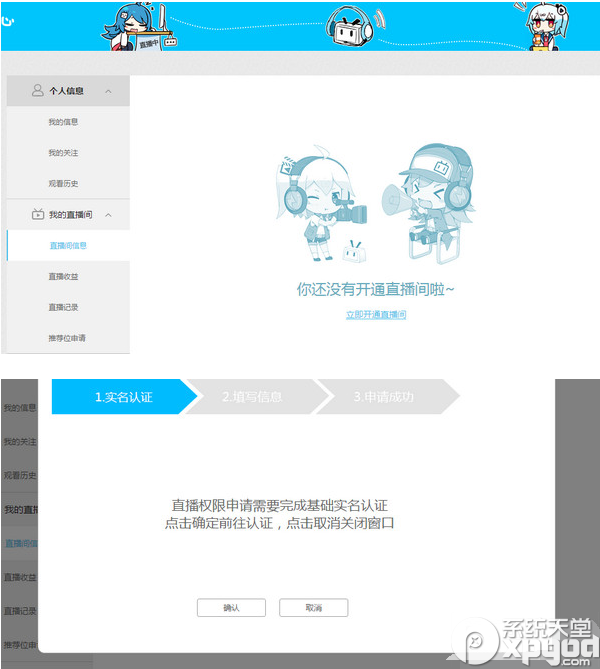 直播中
个人信息
我的信息
我的关注
观看历史
我的直播间
直播间信息
直播收益
直播记录
推荐位申请
你还没有开通直播间啦~
立即开通直播间
1.实名认证
2.填写信息
3.申请成功
我的信息
我的关注
观看历史
我的直播
直播间信
直播收益
直播记录
推荐位申
直播权限申请需要完成基础实名认证
点击确定前往认证，点击取消关闭窗口
确认
取消
系统天堂
xpgod.com